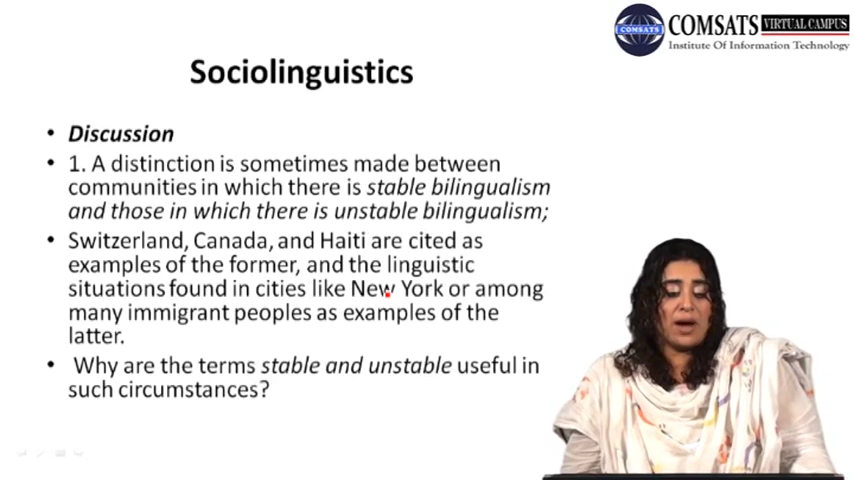 COMSATS
COMSATS VIRTUAL CAMPUS
Institute Of Information Technology
Sociolinguistics
• Discussion
• 1. A distinction is sometimes made between
communities in which there is stable bilingualism
and those in which there is unstable bilingualism;
• Switzerland, Canada, and Haiti are cited as
examples of the former, and the linguistic
situations found in cities like New York or among
many immigrant peoples as examples of the
latter.
• Why are the terms stable and unstable useful in
such circumstances?